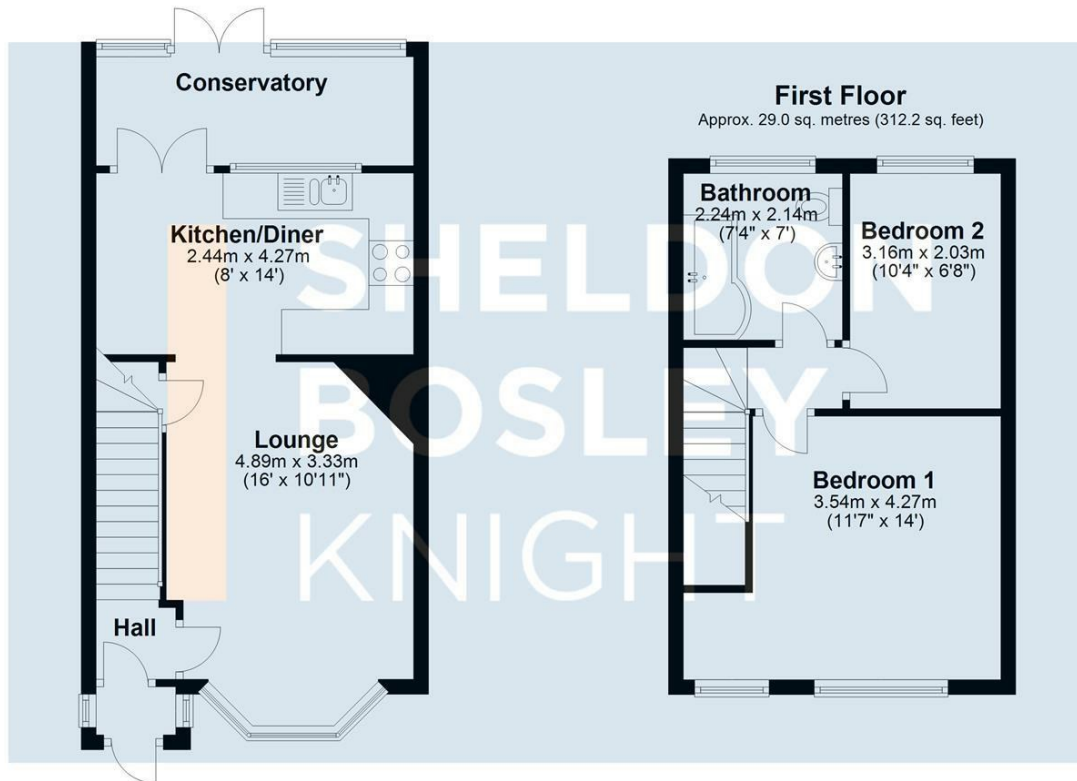 Conservatory
Kitchen/Diner
2.44m x 4.27m
(8' x 14')
Lounge
4.89m x 3.33m
(16' x 10'11")
Hall
First Floor
Approx. 29.0 sq. metres (312.2 sq. feet)
Bathroom
2.24m x 2.14m
(7'4" x 7')
Bedroom 2
3.16m x 2.03m
(10'4" x 6'8")
Bedroom 1
3.54m x 4.27m
(11'7" x 14')
SHELDON
BOSLEY
KNIGHT